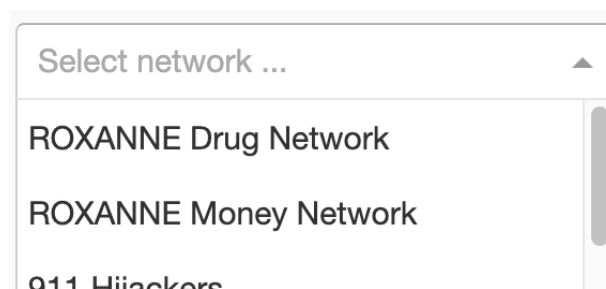 Select network ...
ROXANNE Drug Network
ROXANNE Money Network
911 Hijackers